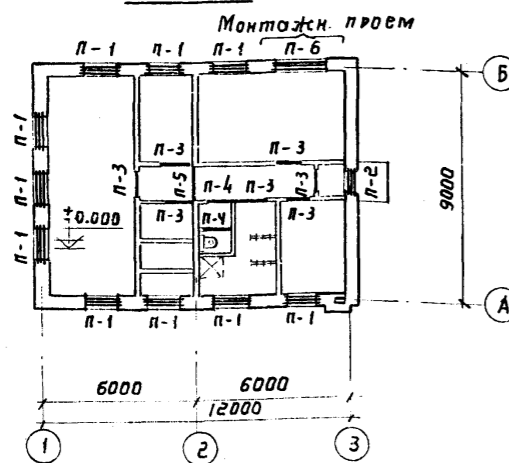 Монтажн. проем
П-1 П-1 П-1 П-6
Б
П-1
П-3 П-3
П-1 П-3 П-5 П-4 П-3 П-3 П-2
9000
П-3 П-4 П-3
±0.000
П-1
А
П-1 П-1 П-1 П-1
6000 6000
12000
1 2 3